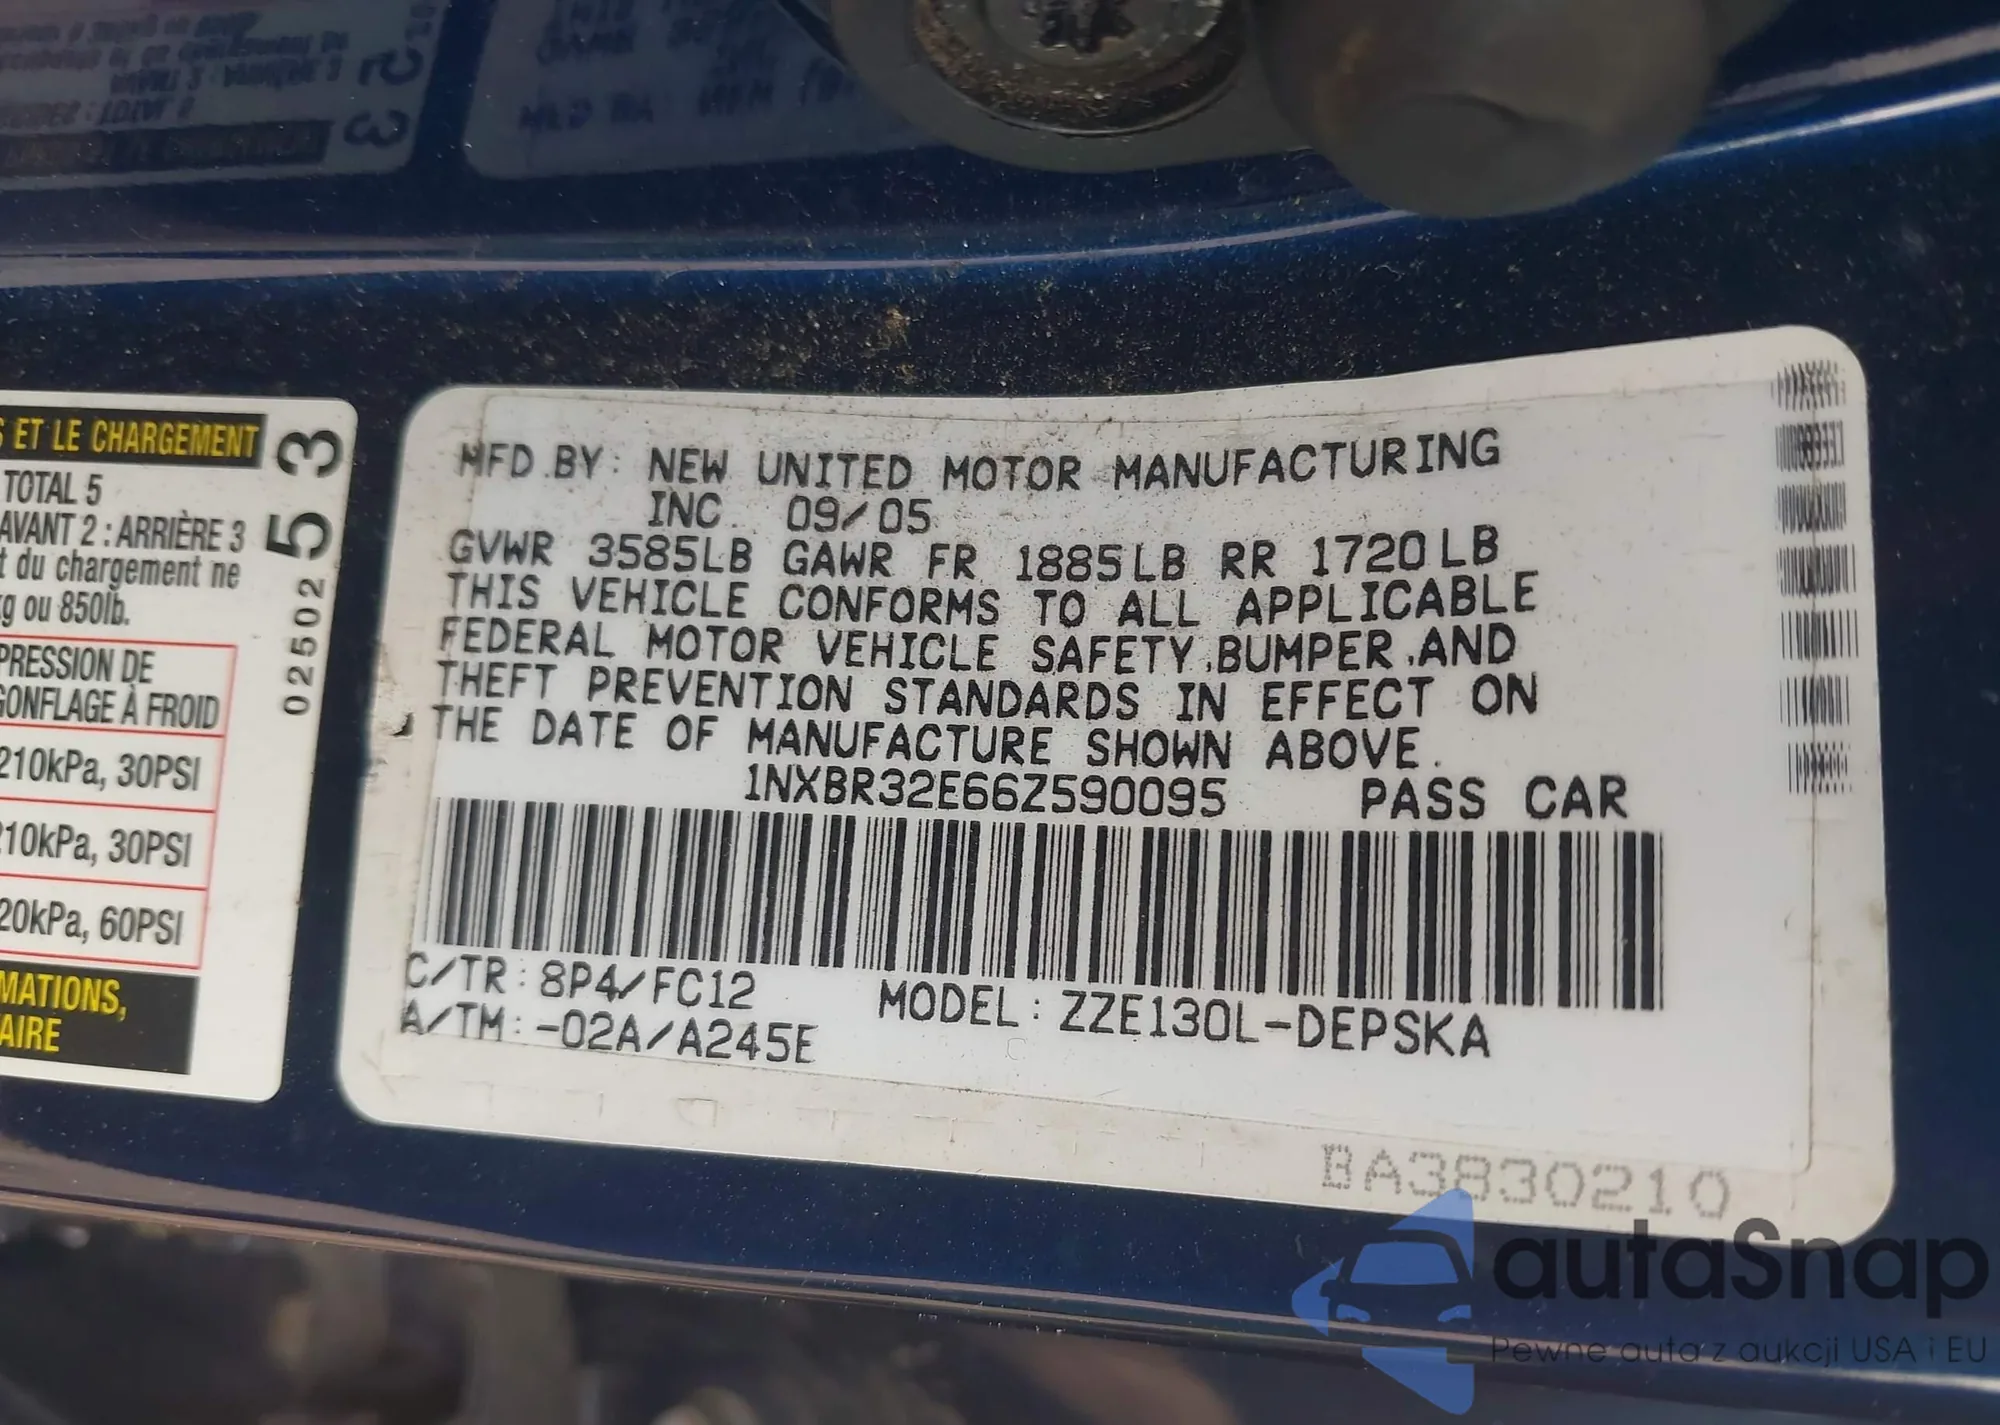 S ET LE CHARGEMENT
TOTAL 5
AVANT 2 : ARRIÈRE 3
t du chargement ne
kg ou 850lb.
PRESSION DE
GONFLAGE À FROID
210kPa, 30PSI
210kPa, 30PSI
20kPa, 60PSI
MATIONS,
AIRE
02502 53
MFD.BY: NEW UNITED MOTOR MANUFACTURING
INC. 09/05
GVWR 3585LB GAWR FR 1885LB RR 1720LB
THIS VEHICLE CONFORMS TO ALL APPLICABLE
FEDERAL MOTOR VEHICLE SAFETY,BUMPER,AND
THEFT PREVENTION STANDARDS IN EFFECT ON
THE DATE OF MANUFACTURE SHOWN ABOVE.
1NXBR32E66Z590095 PASS CAR
C/TR: 8P4/FC12
A/TM:-02A/A245E
MODEL: ZZE130L-DEPSKA
BA3830210
autaSnap
Pewne auta z aukcji USA i EU